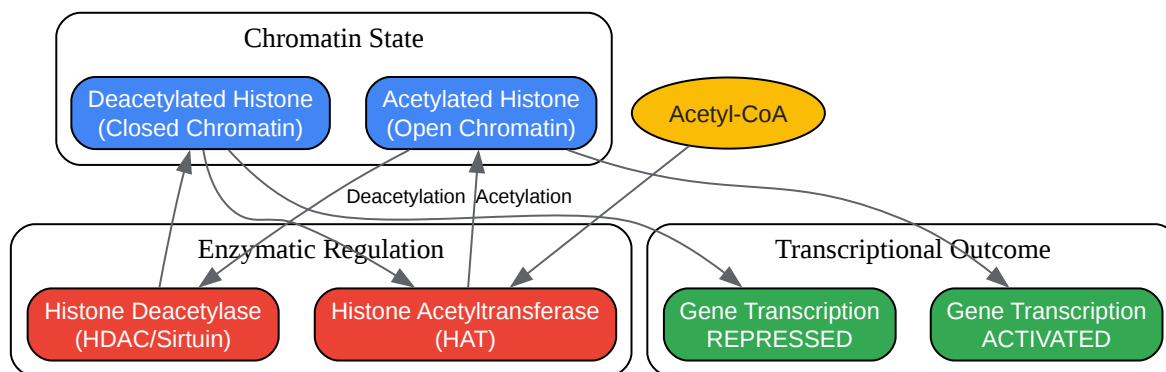 Chromatin State
Deacetylated Histone
(Closed Chromatin)
Acetylated Histone
(Open Chromatin)
Acetyl-CoA
Deacetylation
Acetylation
Enzymatic Regulation
Histone Deacetylase
(HDAC/Sirtuin)
Histone Acetyltransferase
(HAT)
Transcriptional Outcome
Gene Transcription
REPRESSED
Gene Transcription
ACTIVATED